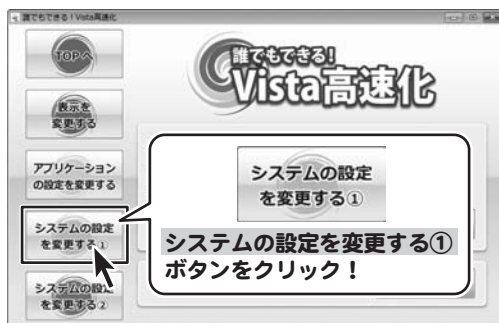 誰でもできる！Vista高速化
TOPへ
誰でもできる!
Vista高速化
表示を
変更する
アプリケーション
の設定を変更する
システムの設定
を変更する①
システムの設定
を変更する①
システムの設定を変更する①
ボタンをクリック！
システムの設定
を変更する②